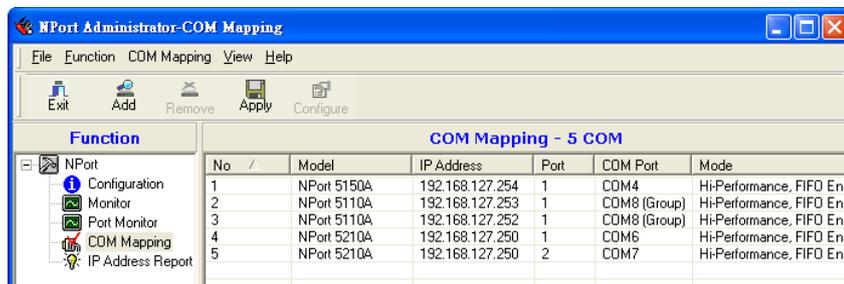 NPort Administrator-COM Mapping
File Function COM Mapping View Help
Exit Add Remove Apply Configure
Function COM Mapping - 5 COM
NPort
Configuration
Monitor
Port Monitor
COM Mapping
IP Address Report
No Model IP Address Port COM Port Mode
1 NPort 5150A 192.168.127.254 1 COM4 Hi-Performance, FIFO En
2 NPort 5110A 192.168.127.253 1 COM8 (Group) Hi-Performance, FIFO En
3 NPort 5110A 192.168.127.252 1 COM8 (Group) Hi-Performance, FIFO En
4 NPort 5210A 192.168.127.250 1 COM6 Hi-Performance, FIFO En
5 NPort 5210A 192.168.127.250 2 COM7 Hi-Performance, FIFO En